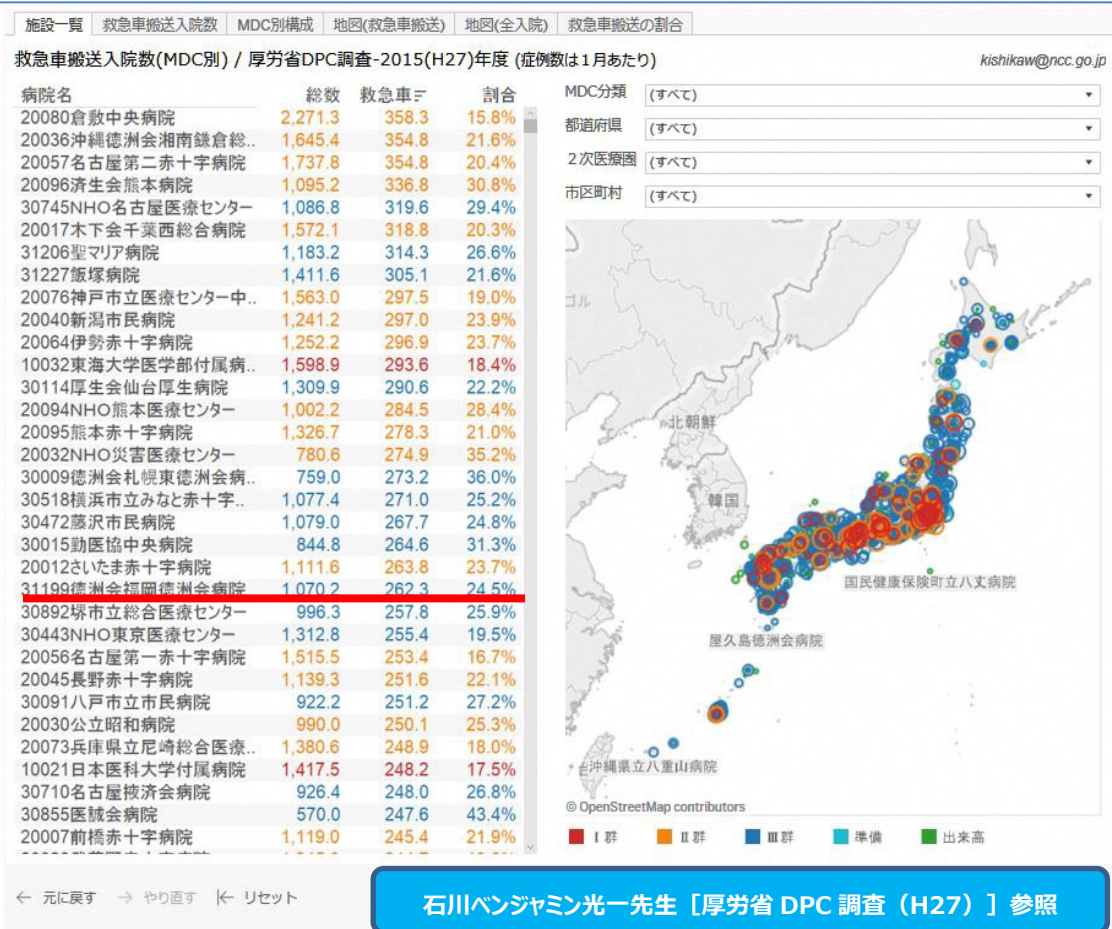 施設一覧 救急車搬送入院数 MDC別構成 地図(救急車搬送) 地図(全入院) 救急車搬送の割合
救急車搬送入院数(MDC別) / 厚労省DPC調査-2015(H27)年度 (症例数は1月あたり)
kishikaw@ncc.go.jp
病院名 総数 救急車 割合
20080倉敷中央病院 2,271.3 358.3 15.8%
20036沖縄徳洲会湘南鎌倉総.. 1,645.4 354.8 21.6%
20057名古屋第二赤十字病院 1,737.8 354.8 20.4%
20096済生会熊本病院 1,095.2 336.8 30.8%
30745NHO名古屋医療センター 1,086.8 319.6 29.4%
20017木下会千葉西総合病院 1,572.1 318.8 20.3%
31206聖マリア病院 1,183.2 314.3 26.6%
31227飯塚病院 1,411.6 305.1 21.6%
20076神戸市立医療センター中.. 1,563.0 297.5 19.0%
20040新潟市民病院 1,241.2 297.0 23.9%
20064伊勢赤十字病院 1,252.2 296.9 23.7%
10032東海大学医学部付属病.. 1,598.9 293.6 18.4%
30114厚生会仙台厚生病院 1,309.9 290.6 22.2%
20094NHO熊本医療センター 1,002.2 284.5 28.4%
20095熊本赤十字病院 1,326.7 278.3 21.0%
20032NHO災害医療センター 780.6 274.9 35.2%
30009徳洲会札幌東徳洲会病.. 759.0 273.2 36.0%
30518横浜市立みなと赤十字.. 1,077.4 271.0 25.2%
30472藤沢市民病院 1,079.0 267.7 24.8%
30015勤医協中央病院 844.8 264.6 31.3%
20012さいたま赤十字病院 1,111.6 263.8 23.7%
31199徳洲会福岡徳洲会病院 1,070.2 262.3 24.5%
30892堺市立総合医療センター 996.3 257.8 25.9%
30443NHO東京医療センター 1,312.8 255.4 19.5%
20056名古屋第一赤十字病院 1,515.5 253.4 16.7%
20045長野赤十字病院 1,139.3 251.6 22.1%
30091八戸市立市民病院 922.2 251.2 27.2%
20030公立昭和病院 990.0 250.1 25.3%
20073兵庫県立尼崎総合医療.. 1,380.6 248.9 18.0%
10021日本医科大学付属病院 1,417.5 248.2 17.5%
30710名古屋掖済会病院 926.4 248.0 26.8%
30855医誠会病院 570.0 247.6 43.4%
20007前橋赤十字病院 1,119.0 245.4 21.9%
MDC分類 (すべて)
都道府県 (すべて)
2次医療圏 (すべて)
市区町村 (すべて)
ゴル
北朝鮮
韓国
国民健康保険町立八丈病院
屋久島徳洲会病院
沖縄県立八重山病院
© OpenStreetMap contributors
Ⅰ群 Ⅱ群 Ⅲ群 準備 出来高
← 元に戻す → やり直す |← リセット
石川ベンジャミン光一先生［厚労省 DPC 調査（H27）］参照